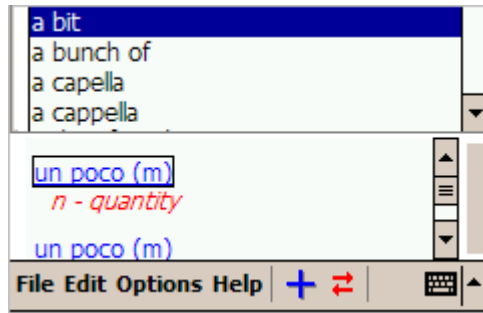 a bit
a bunch of
a capella
a cappella
un poco (m)
n - quantity
un poco (m)
File Edit Options Help